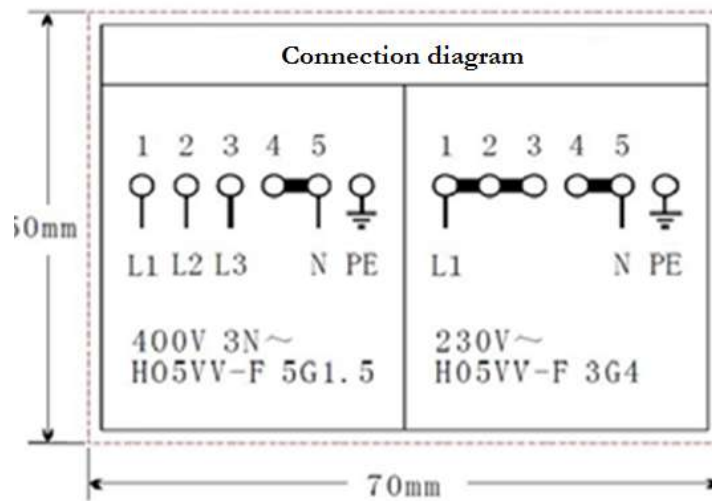 Connection diagram
1 2 3 4 5
L1 L2 L3 N PE
400V 3N～
H05VV-F 5G1.5
1 2 3 4 5
L1 N PE
230V～
H05VV-F 3G4
70mm